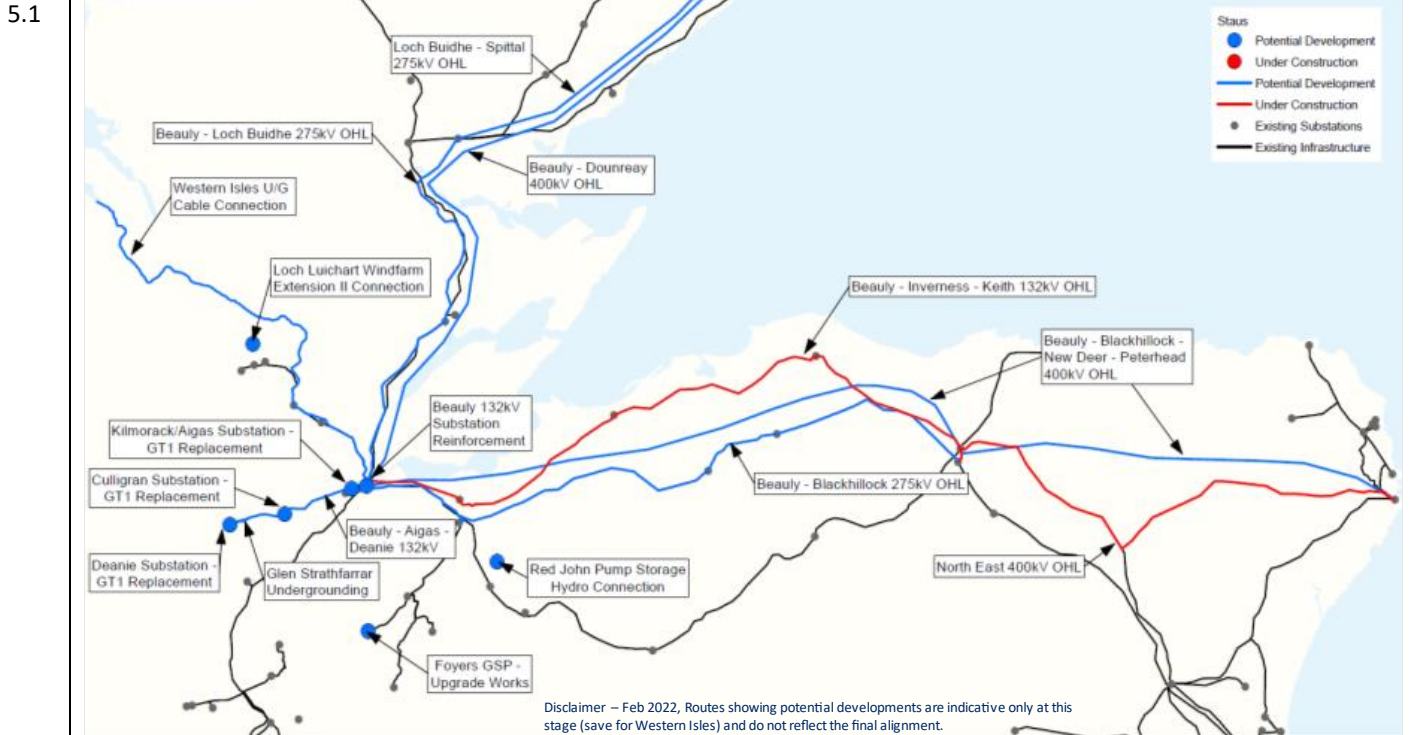 5.1
Loch Buidhe - Spittal
275kV OHL
Staus
Potential Development
Under Construction
Potential Development
Under Construction
Existing Substations
Existing Infrastructure
Beauly - Loch Buidhe 275kV OHL
Beauly - Dounreay
400kV OHL
Western Isles U/G
Cable Connection
Loch Luichart Windfarm
Extension II Connection
Beauly - Inverness - Keith 132kV OHL
Beauly - Blackhillock -
New Deer - Peterhead
400kV OHL
Beauly 132kV
Substation
Reinforcement
Kilmorack/Aigas Substation -
GT1 Replacement
Culligran Substation -
GT1 Replacement
Beauly - Blackhillock 275kV OHL
Beauly - Aigas -
Deanie 132kV
Deanie Substation -
GT1 Replacement
Glen Strathfarrar
Undergrounding
Red John Pump Storage
Hydro Connection
North East 400kV OHL
Foyers GSP -
Upgrade Works
Disclaimer – Feb 2022, Routes showing potential developments are indicative only at this
stage (save for Western Isles) and do not reflect the final alignment.